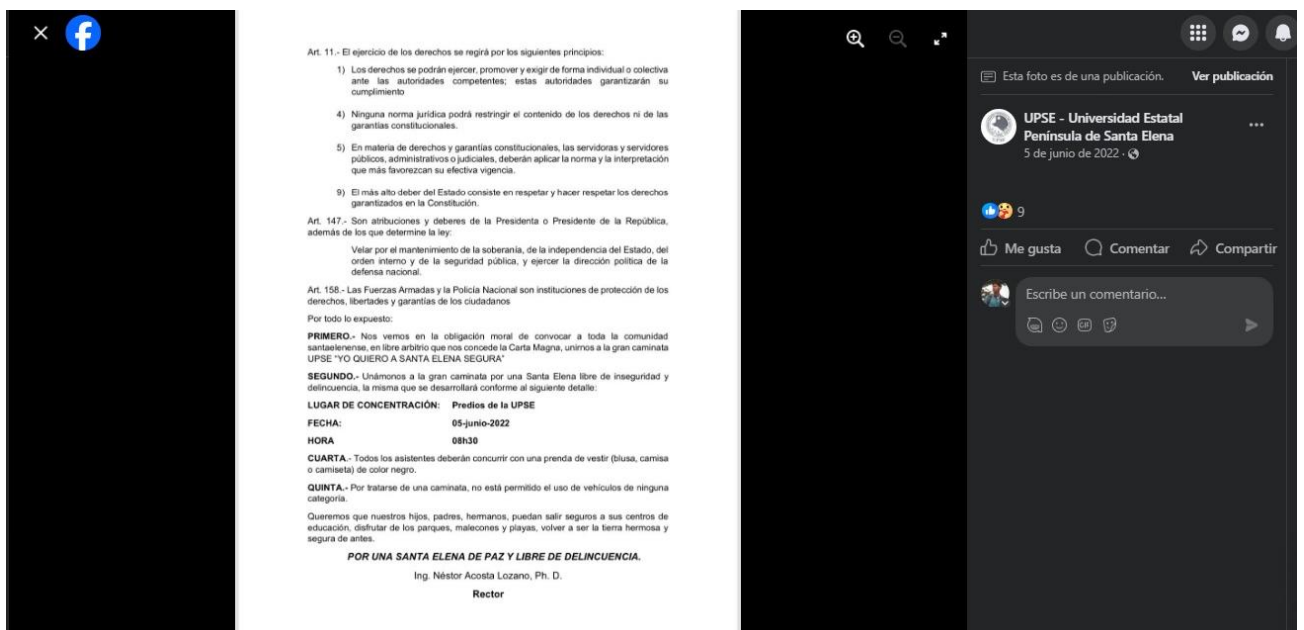 Art. 11.- El ejercicio de los derechos se regirá por los siguientes principios:
1) Los derechos se podrán ejercer, promover y exigir de forma individual o colectiva
ante las autoridades competentes; estas autoridades garantizarán su
cumplimiento
4) Ninguna norma jurídica podrá restringir el contenido de los derechos ni de las
garantías constitucionales.
5) En materia de derechos y garantías constitucionales, las servidoras y servidores
públicos, administrativos o judiciales, deberán aplicar la norma y la interpretación
que más favorezcan su efectiva vigencia.
9) El más alto deber del Estado consiste en respetar y hacer respetar los derechos
garantizados en la Constitución.
Art. 147.- Son atribuciones y deberes de la Presidenta o Presidente de la República,
además de los que determine la ley:
Velar por el mantenimiento de la soberanía, de la independencia del Estado, del
orden interno y de la seguridad pública, y ejercer la dirección política de la
defensa nacional.
Art. 158.- Las Fuerzas Armadas y la Policía Nacional son instituciones de protección de los
derechos, libertades y garantías de los ciudadanos
Por todo lo expuesto:
PRIMERO.- Nos vemos en la obligación moral de convocar a toda la comunidad
santaelenense, en libre arbitrio que nos concede la Carta Magna, unirnos a la gran caminata
UPSE "YO QUIERO A SANTA ELENA SEGURA"
SEGUNDO.- Unámonos a la gran caminata por una Santa Elena libre de inseguridad y
delincuencia, la misma que se desarrollará conforme al siguiente detalle:
LUGAR DE CONCENTRACIÓN: Predios de la UPSE
FECHA: 05-junio-2022
HORA 08h30
CUARTA.- Todos los asistentes deberán concurrir con una prenda de vestir (blusa, camisa
o camiseta) de color negro.
QUINTA.- Por tratarse de una caminata, no está permitido el uso de vehículos de ninguna
categoría.
Queremos que nuestros hijos, padres, hermanos, puedan salir seguros a sus centros de
educación, disfrutar de los parques, malecones y playas, volver a ser la tierra hermosa y
segura de antes.
POR UNA SANTA ELENA DE PAZ Y LIBRE DE DELINCUENCIA.
Ing. Néstor Acosta Lozano, Ph. D.
Rector
Esta foto es de una publicación. Ver publicación
UPSE - Universidad Estatal
Península de Santa Elena
5 de junio de 2022 ·
9
Me gusta Comentar Compartir
Escribe un comentario...
GIF